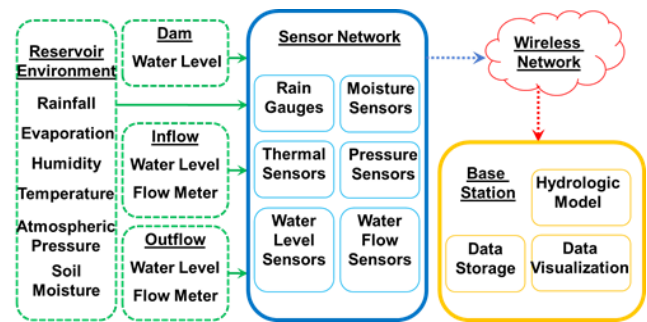 Reservoir
Environment
Rainfall
Evaporation
Humidity
Temperature
Atmospheric
Pressure
Soil
Moisture
Dam
Water Level
Inflow
Water Level
Flow Meter
Outflow
Water Level
Flow Meter
Sensor Network
Rain
Gauges
Moisture
Sensors
Thermal
Sensors
Pressure
Sensors
Water
Level
Sensors
Water
Flow
Sensors
Wireless
Network
Base
Station
Hydrologic
Model
Data
Storage
Data
Visualization